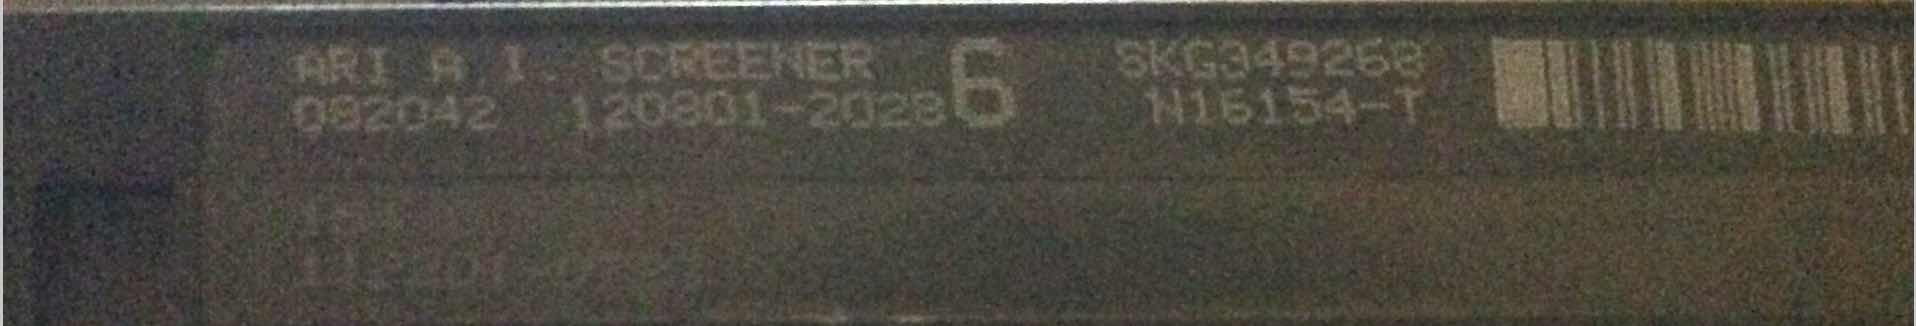 ARI A I. SCREENER 6 SKG349268
092042 120801-2028 N16154-T